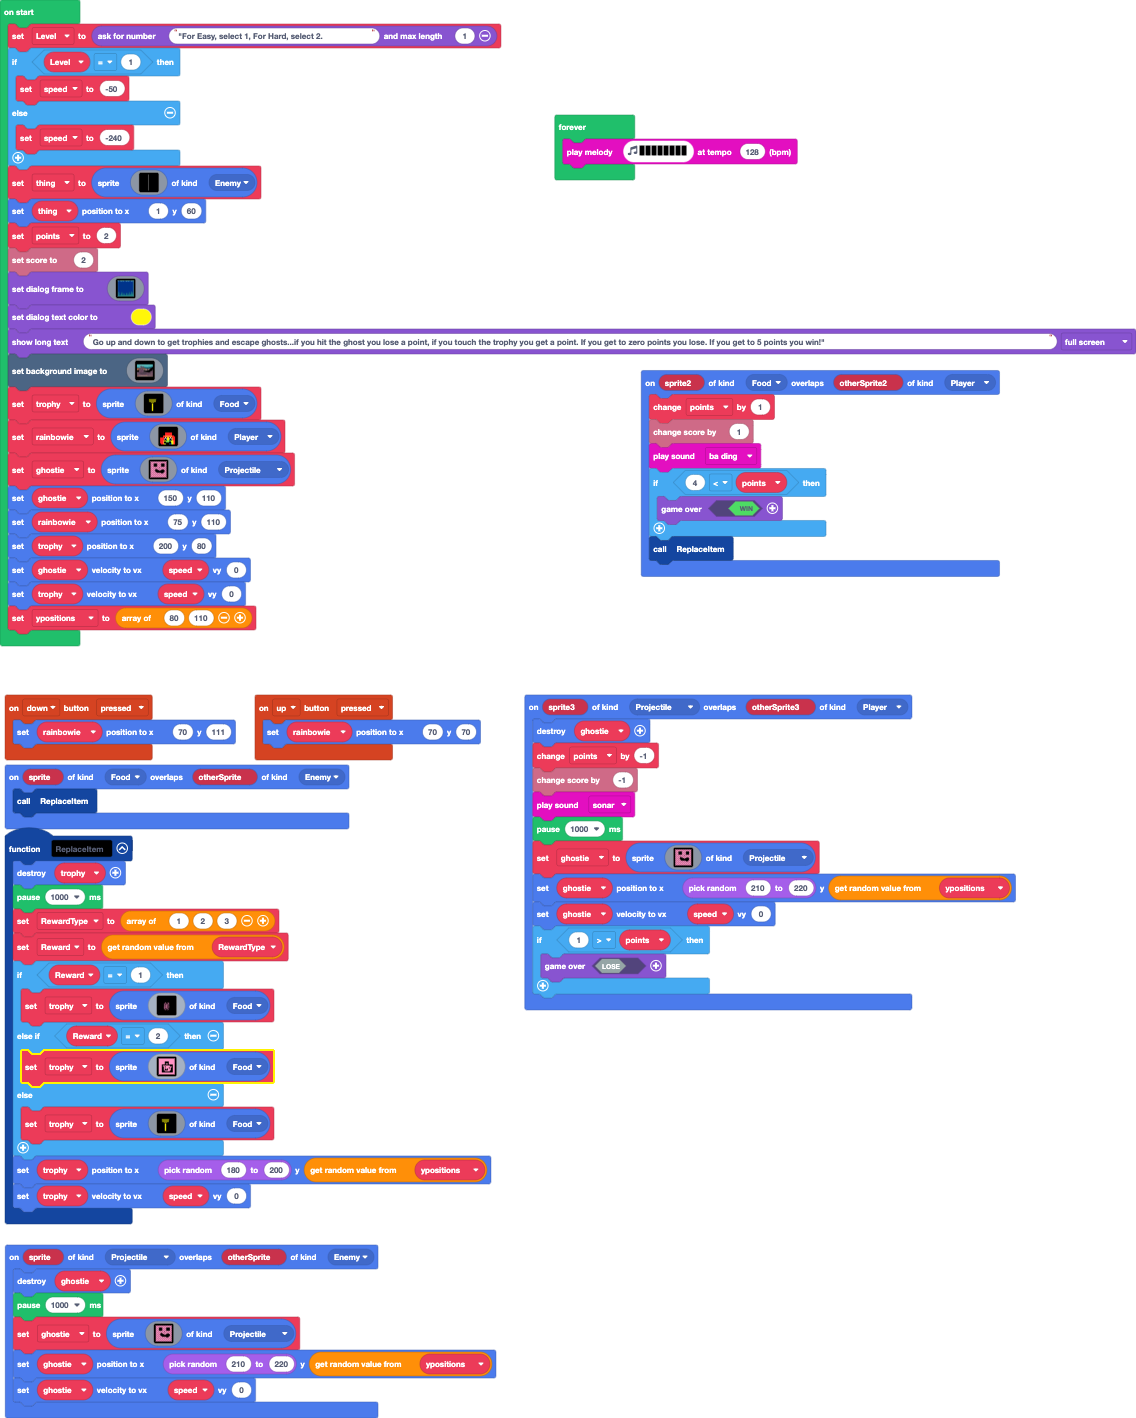 on start
set Level to ask for number "For Easy, select 1, For Hard, select 2. " and max length 1
if Level = 1 then
set speed to -50
else
set speed to -240
set thing to sprite of kind Enemy
set thing position to x 1 y 60
set points to 2
set score to 2
set dialog frame to
set dialog text color to
show long text "Go up and down to get trophies and escape ghosts...if you hit the ghost you lose a point, if you touch the trophy you get a point. If you get to zero points you lose. If you get to 5 points you win!" full screen
set background image to
set trophy to sprite of kind Food
set rainbowie to sprite of kind Player
set ghostie to sprite of kind Projectile
set ghostie position to x 150 y 110
set rainbowie position to x 75 y 110
set trophy position to x 200 y 80
set ghostie velocity to vx speed vy 0
set trophy velocity to vx speed vy 0
set ypositions to array of 80 110
forever
play melody at tempo 128 (bpm)
on sprite2 of kind Food overlaps otherSprite2 of kind Player
change points by 1
change score by 1
play sound ba ding
if 4 < points then
game over WIN
call ReplaceItem
on down button pressed
set rainbowie position to x 70 y 111
on up button pressed
set rainbowie position to x 70 y 70
on sprite of kind Food overlaps otherSprite of kind Enemy
call ReplaceItem
function ReplaceItem
destroy trophy
pause 1000 ms
set RewardType to array of 1 2 3
set Reward to get random value from RewardType
if Reward = 1 then
set trophy to sprite of kind Food
else if Reward = 2 then
set trophy to sprite of kind Food
else
set trophy to sprite of kind Food
set trophy position to x pick random 180 to 200 y get random value from ypositions
set trophy velocity to vx speed vy 0
on sprite3 of kind Projectile overlaps otherSprite3 of kind Player
destroy ghostie
change points by -1
change score by -1
play sound sonar
pause 1000 ms
set ghostie to sprite of kind Projectile
set ghostie position to x pick random 210 to 220 y get random value from ypositions
set ghostie velocity to vx speed vy 0
if 1 > points then
game over LOSE
on sprite of kind Projectile overlaps otherSprite of kind Enemy
destroy ghostie
pause 1000 ms
set ghostie to sprite of kind Projectile
set ghostie position to x pick random 210 to 220 y get random value from ypositions
set ghostie velocity to vx speed vy 0